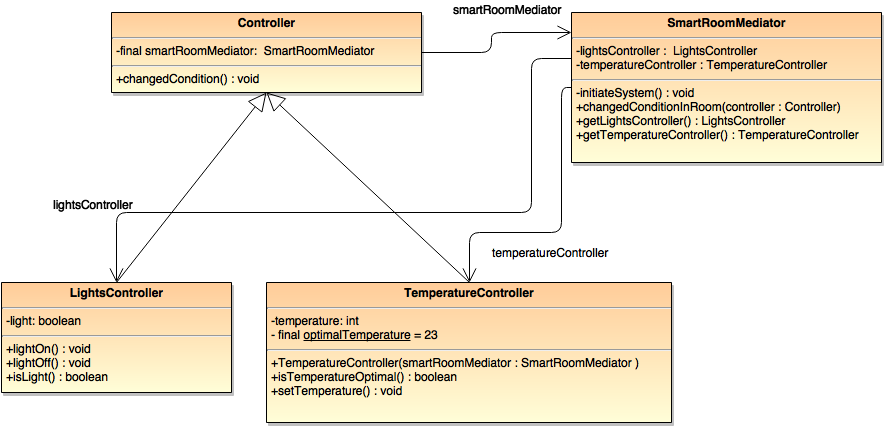 smartRoomMediator
Controller
-final smartRoomMediator: SmartRoomMediator
+changedCondition() : void
SmartRoomMediator
-lightsController : LightsController
-temperatureController : TemperatureController
-initiateSystem() : void
+changedConditionInRoom(controller : Controller)
+getLightsController() : LightsController
+getTemperatureController() : TemperatureController
lightsController
temperatureController
LightsController
-light: boolean
+lightOn() : void
+lightOff() : void
+isLight() : boolean
TemperatureController
-temperature: int
- final optimalTemperature = 23
+TemperatureController(smartRoomMediator : SmartRoomMediator )
+isTemperatureOptimal() : boolean
+setTemperature() : void